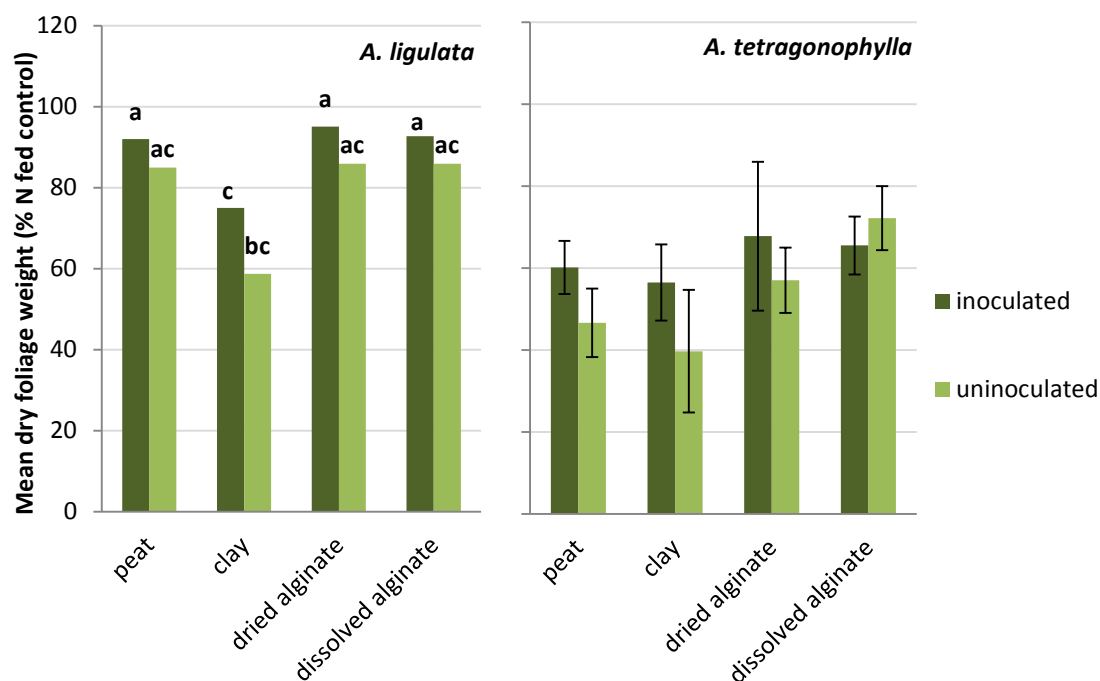 Mean dry foliage weight (% N fed control)
120
100
80
60
40
20
0
A. ligulata
a
ac
c
bc
a
ac
a
ac
peat
clay
dried alginate
dissolved alginate
A. tetragonophylla
peat
clay
dried alginate
dissolved alginate
inoculated
uninoculated